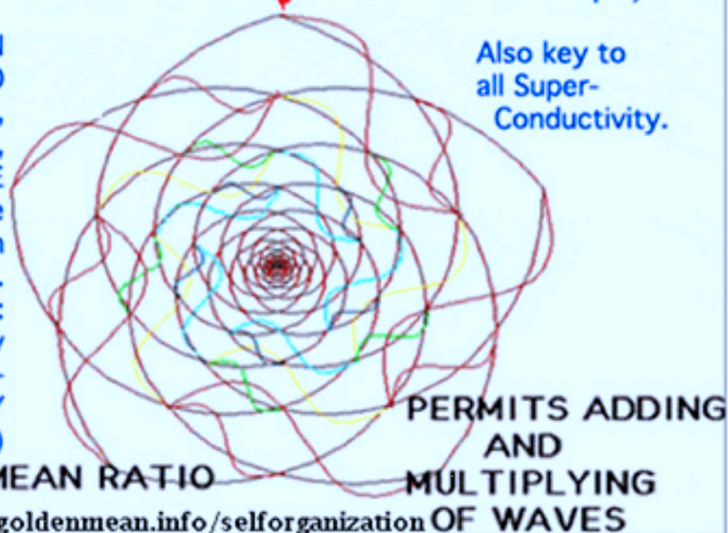 Also key to
all Super-
Conductivity.
PERMITS ADDING
AND
MEAN RATIO
MULTIPLYING
goldenmean.info/selforganization
OF WAVES